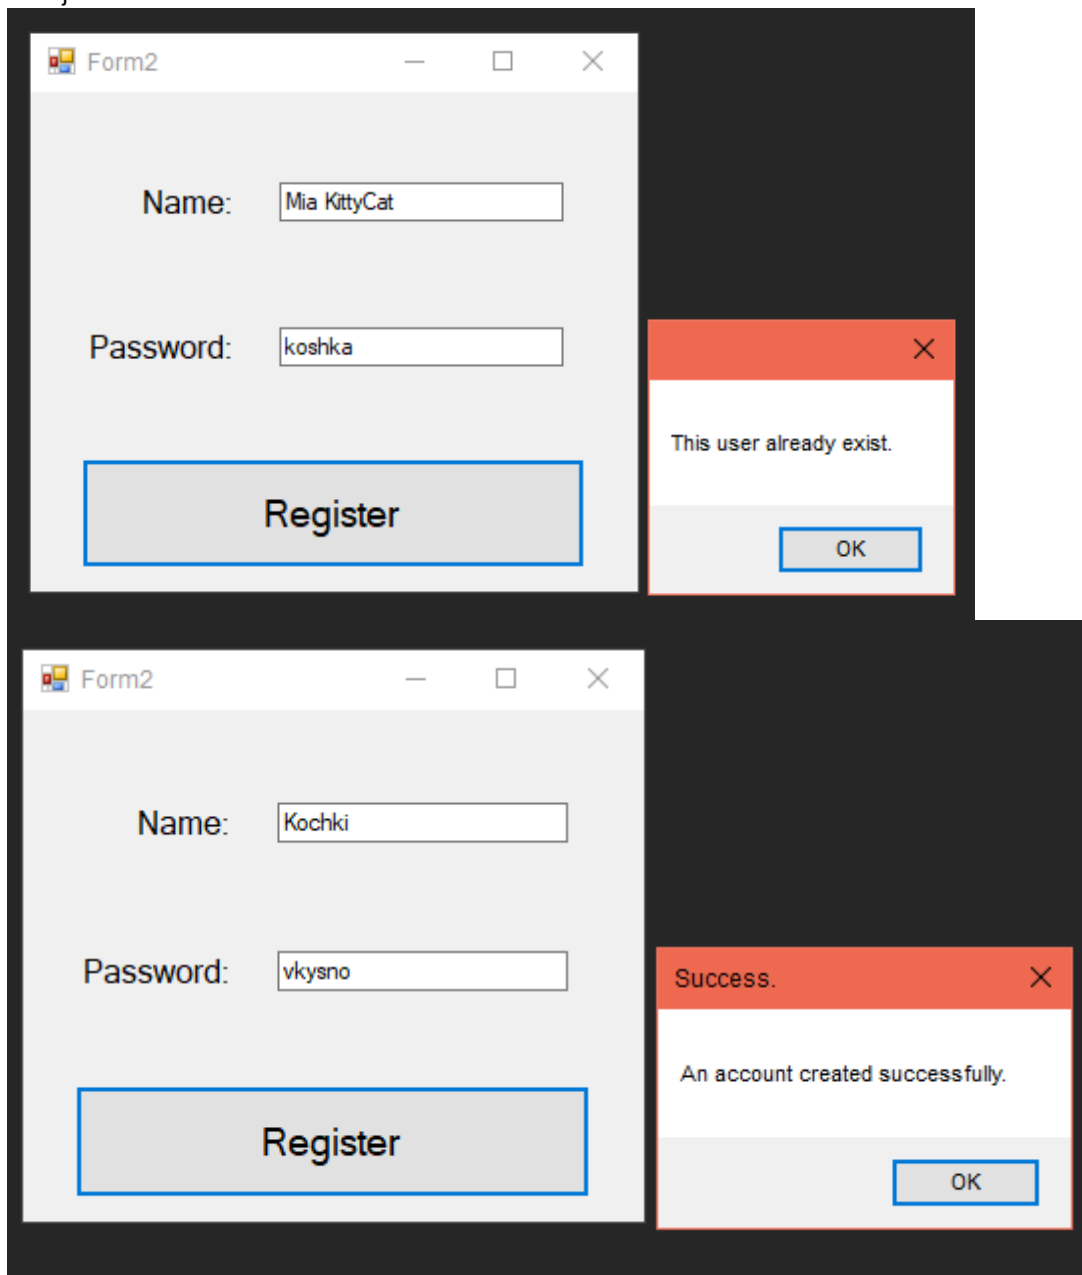 Form2
Name: Mia KittyCat
Password: koshka
This user already exist.
Register
OK
Form2
Name: Kochki
Password: vkysno
Success.
An account created successfully.
Register
OK